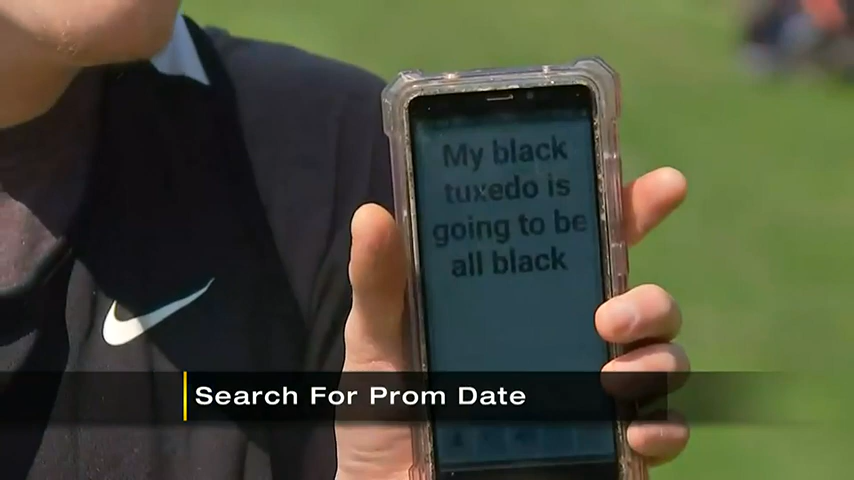 My black
tuxedo is
going to be
all black
Search For Prom Date